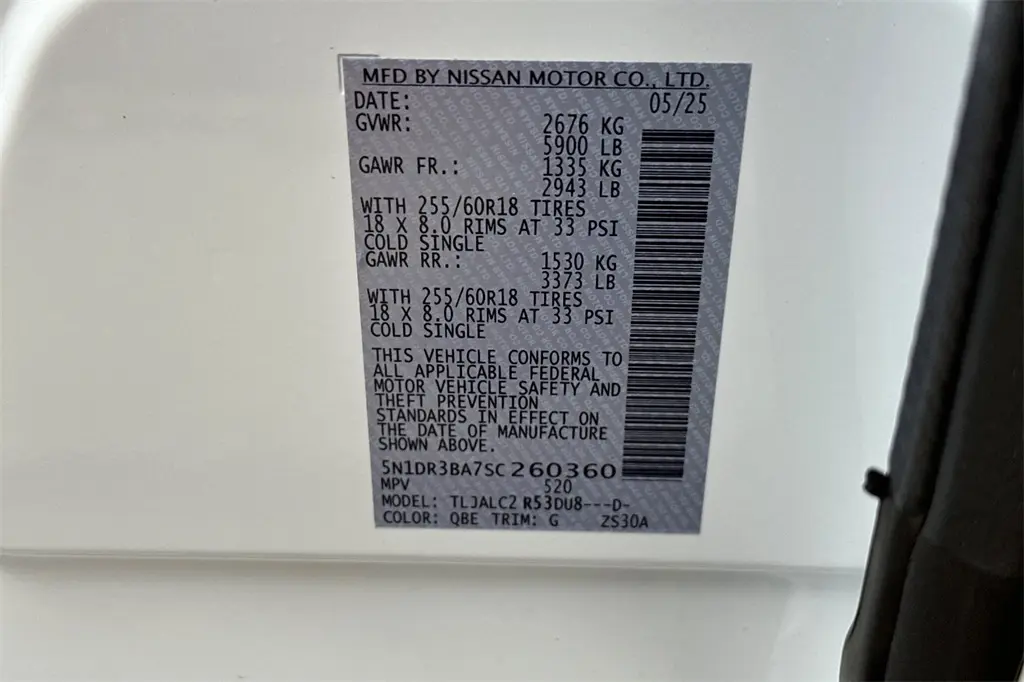 MFD BY NISSAN MOTOR CO., LTD.
DATE: 05/25
GVWR: 2676 KG
5900 LB
GAWR FR.: 1335 KG
2943 LB
WITH 255/60R18 TIRES
18 X 8.0 RIMS AT 33 PSI
COLD SINGLE
GAWR RR.: 1530 KG
3373 LB
WITH 255/60R18 TIRES
18 X 8.0 RIMS AT 33 PSI
COLD SINGLE
THIS VEHICLE CONFORMS TO
ALL APPLICABLE FEDERAL
MOTOR VEHICLE SAFETY AND
THEFT PREVENTION
STANDARDS IN EFFECT ON
THE DATE OF MANUFACTURE
SHOWN ABOVE.
5N1DR3BA7SC260360
MPV 520
MODEL: TLJALC2 R53DU8---D-
COLOR: QBE TRIM: G ZS30A